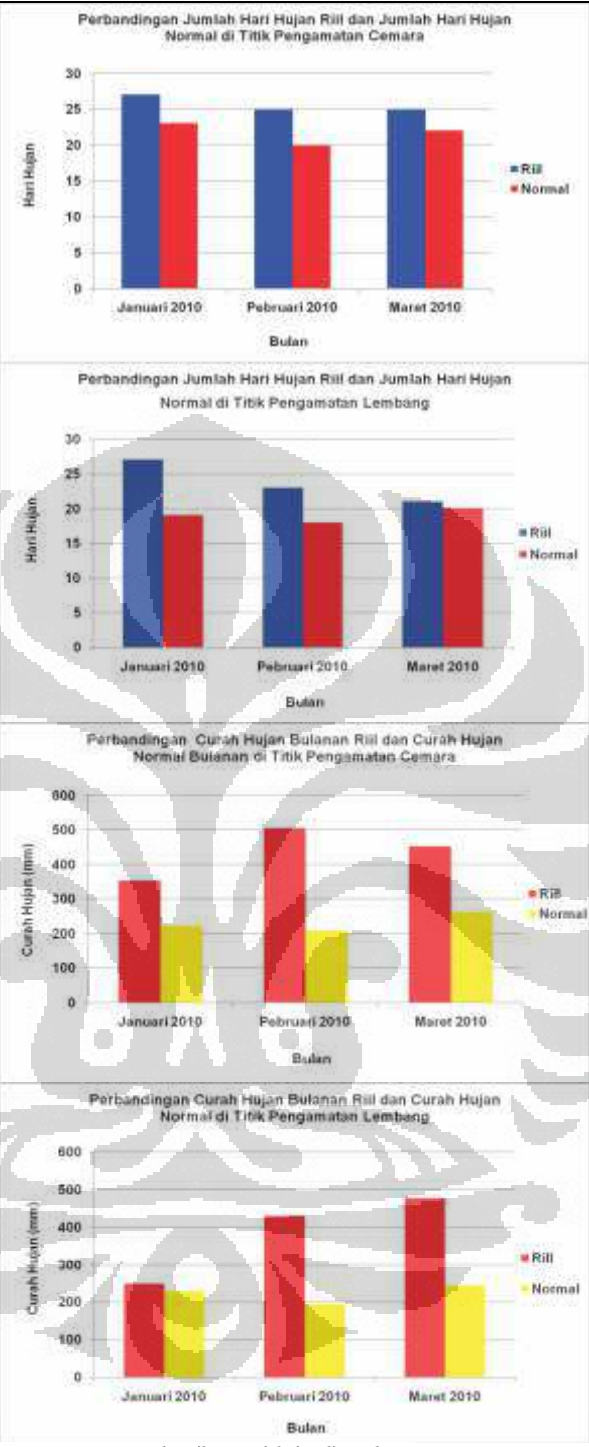 Perbandingan Jumlah Hari Hujan Riil dan Jumlah Hari Hujan
Normal di Titik Pengamatan Cemara
30
25
20
15
10
5
0
Hari Hujan
Januari 2010 Pebruari 2010 Maret 2010
Bulan
Riil
Normal
Perbandingan Jumlah Hari Hujan Riil dan Jumlah Hari Hujan
Normal di Titik Pengamatan Lembang
30
25
20
15
10
5
0
Hari Hujan
Januari 2010 Pebruari 2010 Maret 2010
Bulan
Riil
Normal
Perbandingan Curah Hujan Bulanan Riil dan Curah Hujan
Normal Bulanan di Titik Pengamatan Cemara
600
500
400
300
200
100
0
Curah Hujan (mm)
Januari 2010 Pebruari 2010 Maret 2010
Bulan
Riil
Normal
Perbandingan Curah Hujan Bulanan Riil dan Curah Hujan
Normal di Titik Pengamatan Lembang
600
500
400
300
200
100
0
Curah Hujan (mm)
Januari 2010 Pebruari 2010 Maret 2010
Bulan
Riil
Normal